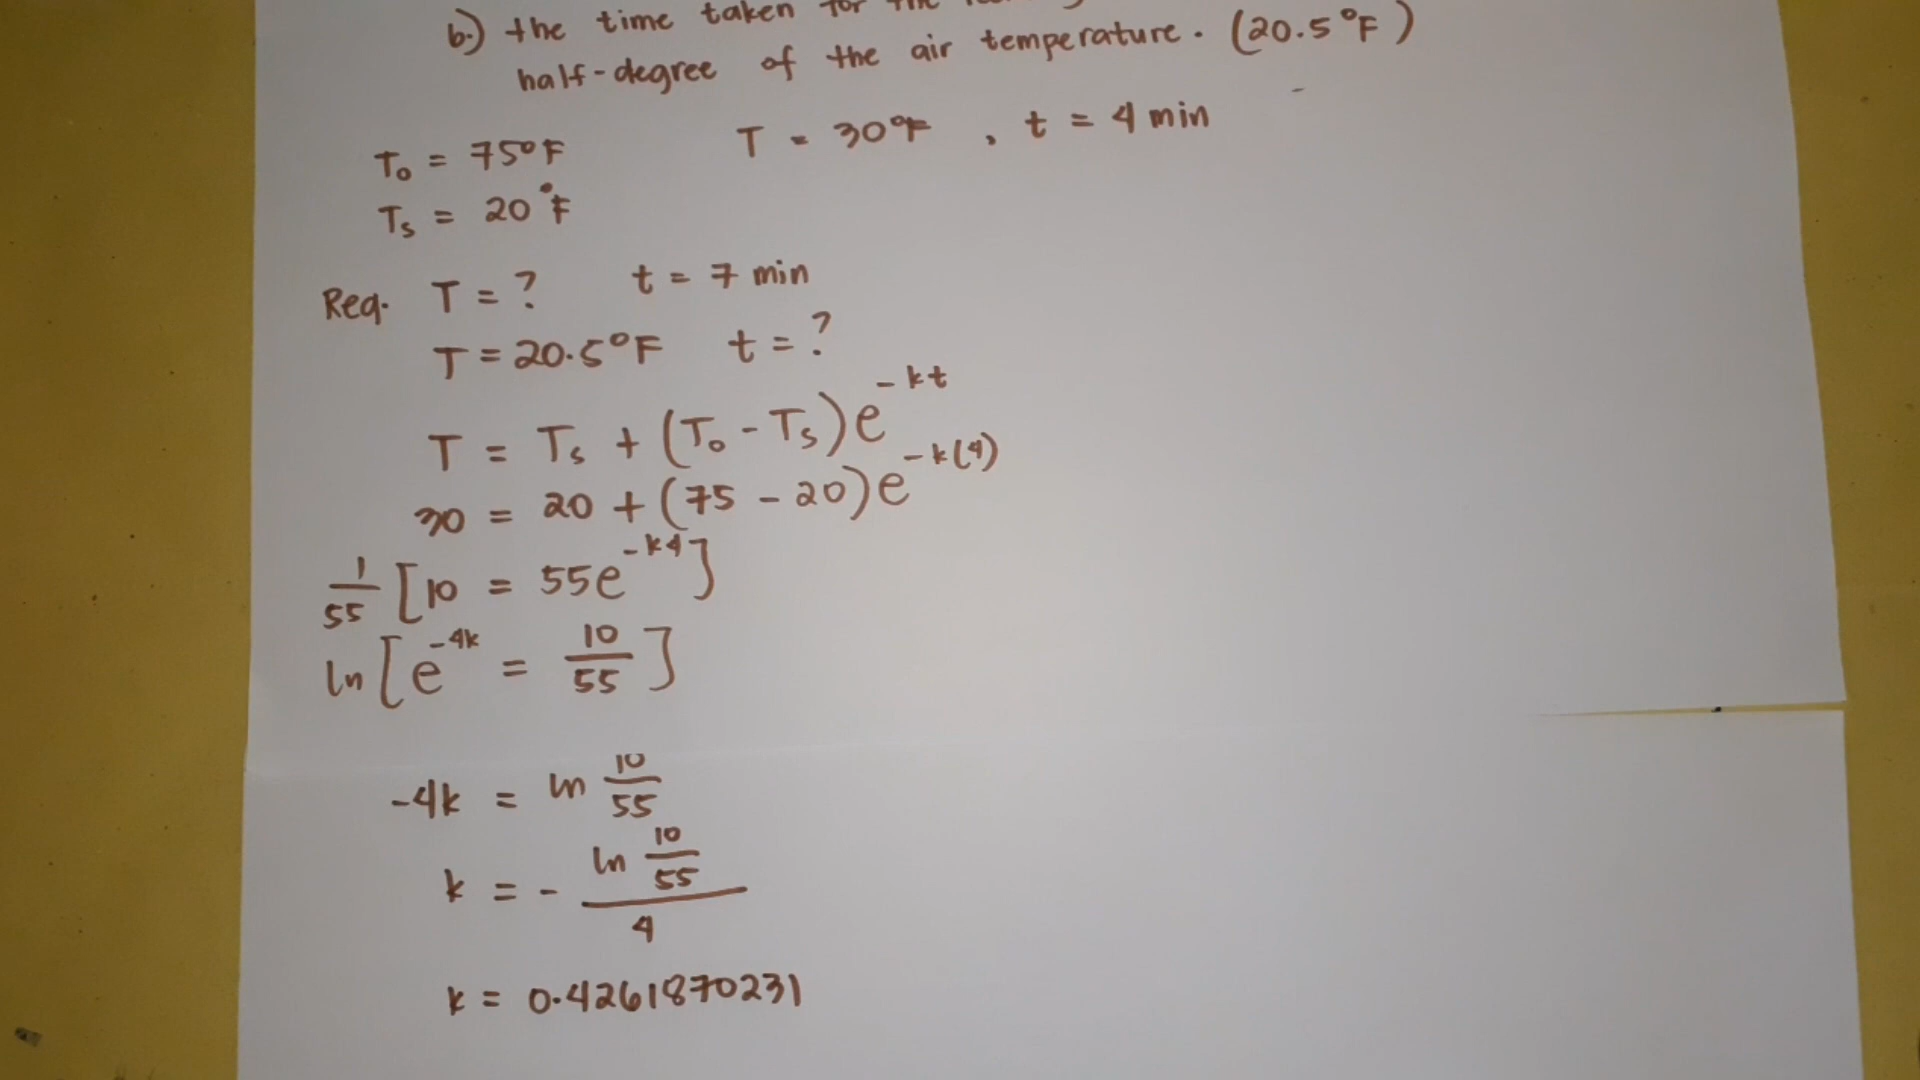 b.) the time taken for the
half-degree of the air temperature. (20.5°F)
T₀ = 75°F T = 30°F, t = 4 min
Tₛ = 20°F
Req. T = ? t = 7 min
T = 20.5°F t = ?
T = Tₛ + (T₀ - Tₛ)e^-kt
30 = 20 + (75 - 20)e^-k(4)
1/55 [10 = 55e^-k4]
ln [e^-4k = 10/55]
-4k = ln 10/55
k = - ln 10/55 / 4
k = 0.4261870231